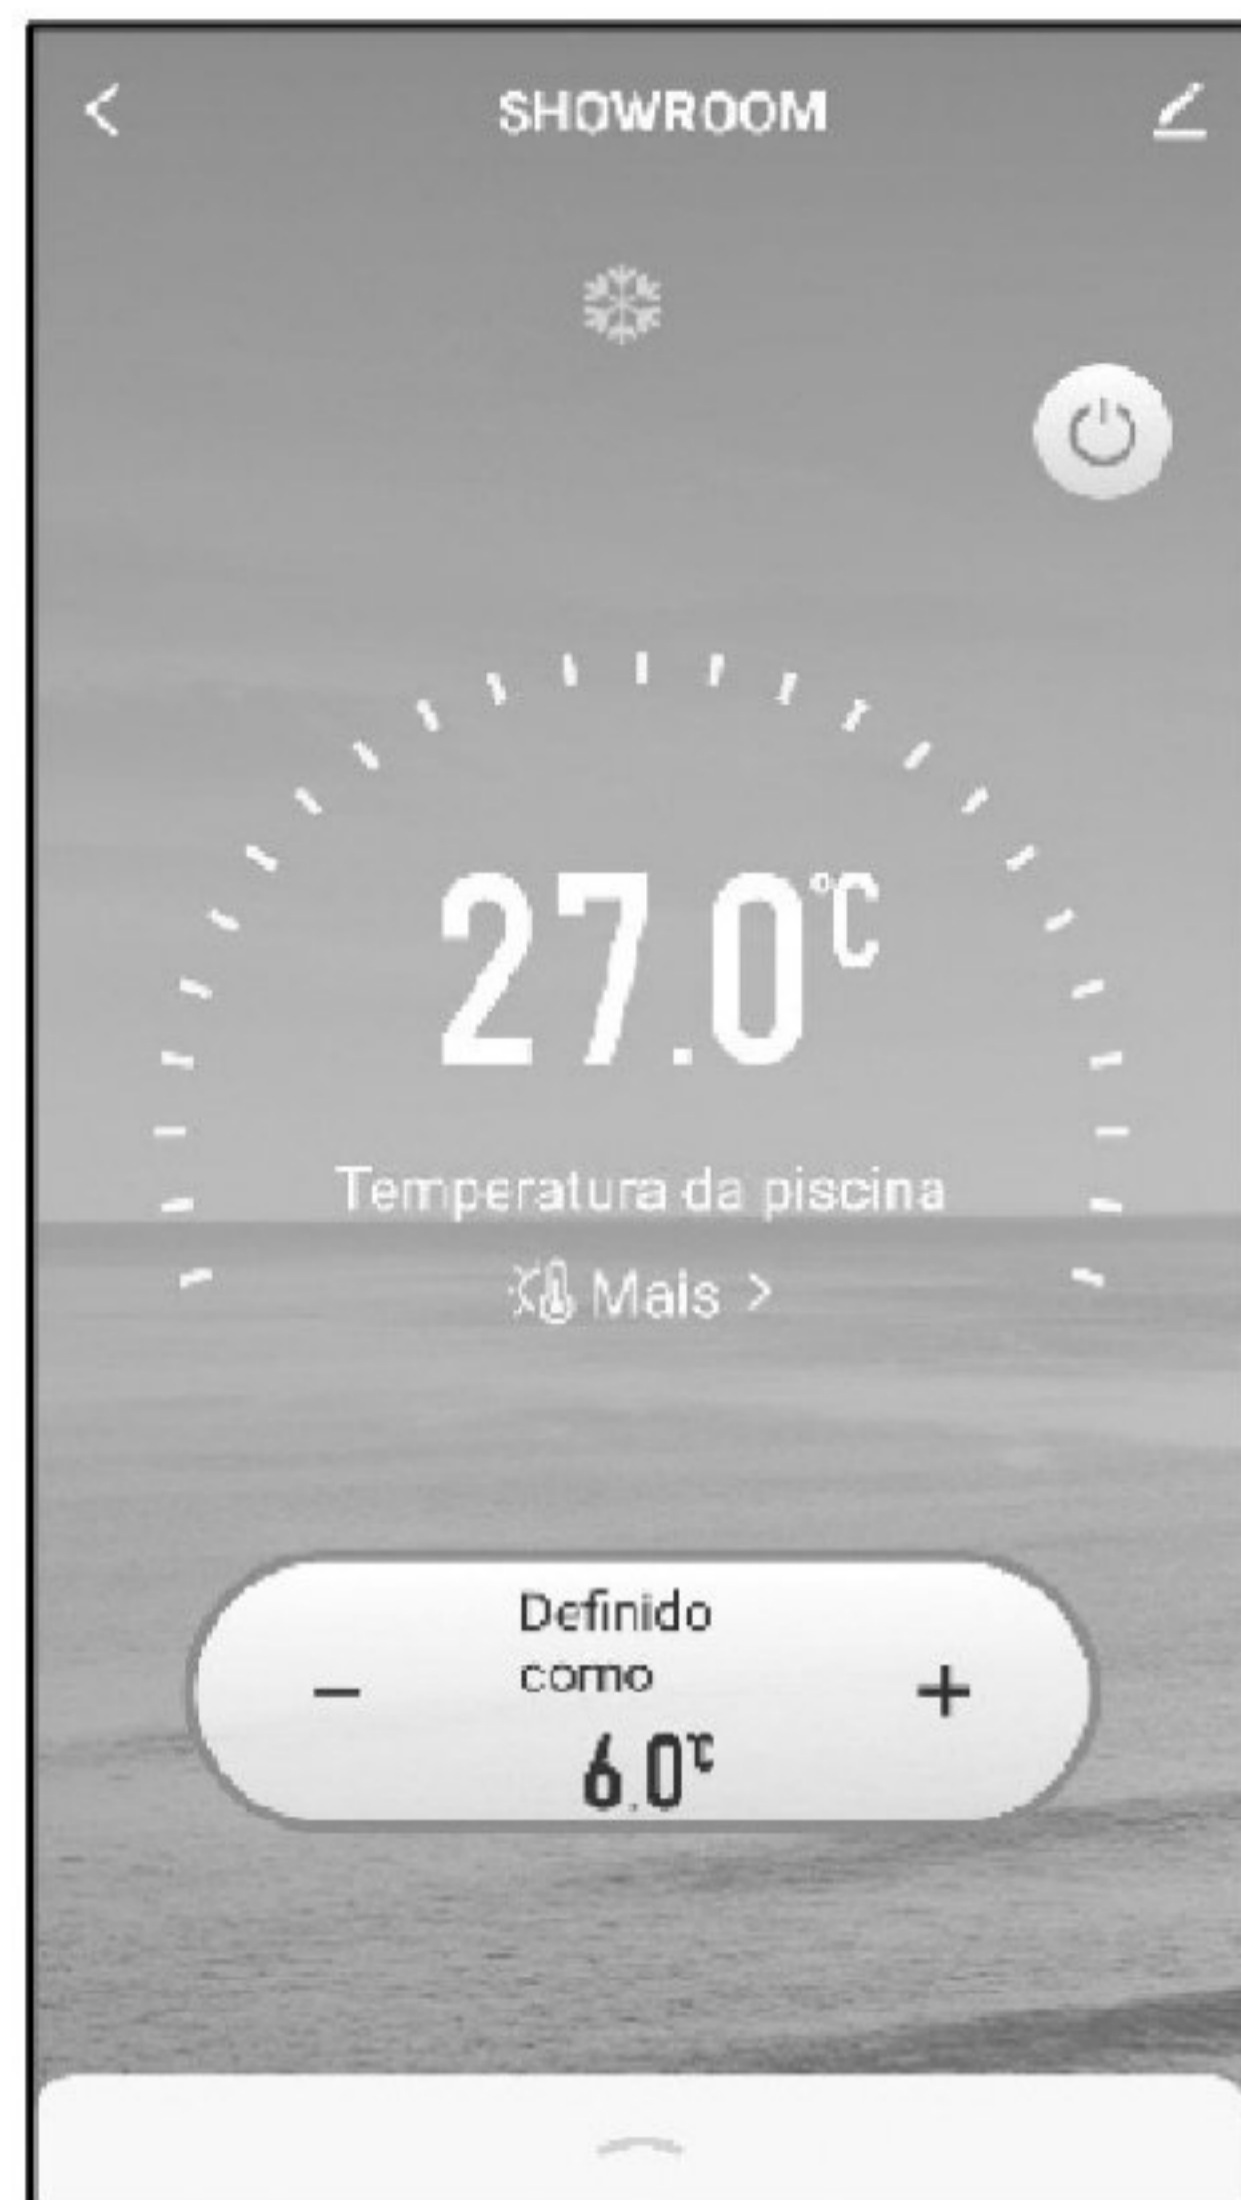 SHOWROOM
27.0°C
Temperatura da piscina
Mais >
Definido
como
6.0℃